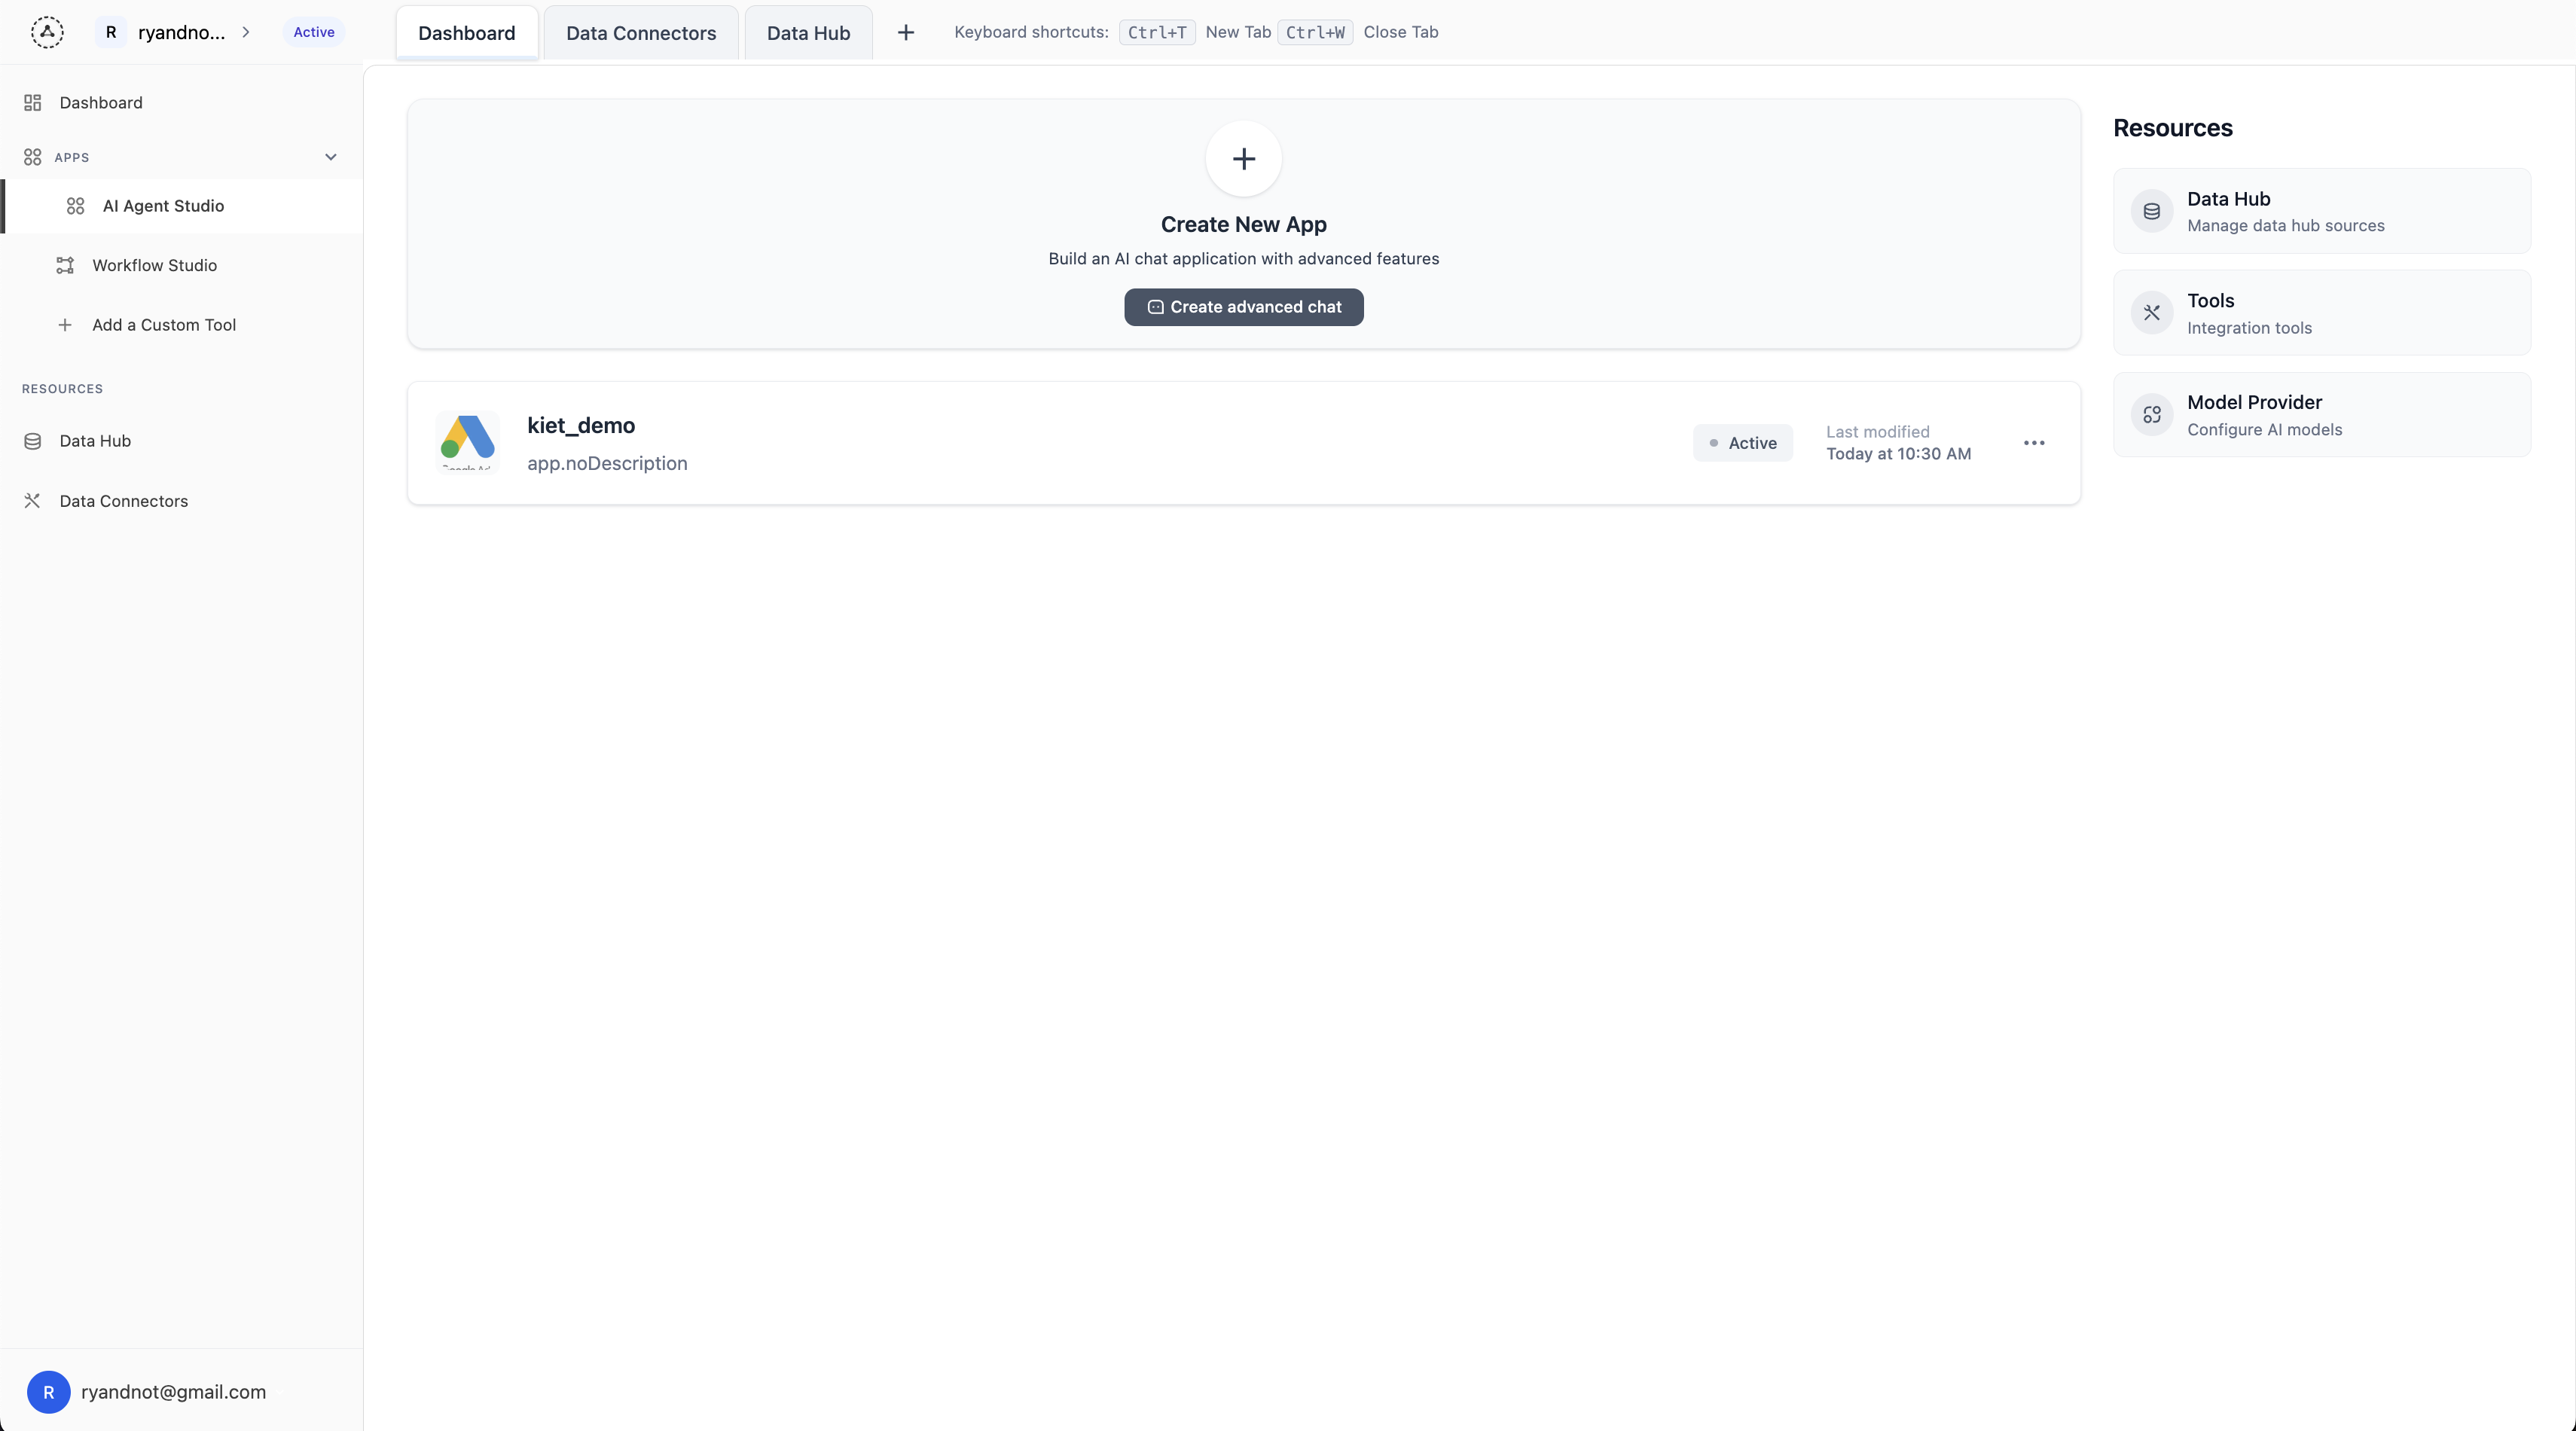 R ryandno... Active
Dashboard
Data Connectors
Data Hub
Keyboard shortcuts: Ctrl+T New Tab Ctrl+W Close Tab
Dashboard
APPS
AI Agent Studio
Workflow Studio
Add a Custom Tool
RESOURCES
Data Hub
Data Connectors
R ryandnot@gmail.com
Create New App
Build an AI chat application with advanced features
Create advanced chat
kiet_demo
app.noDescription
Active
Last modified
Today at 10:30 AM
Resources
Data Hub
Manage data hub sources
Tools
Integration tools
Model Provider
Configure AI models